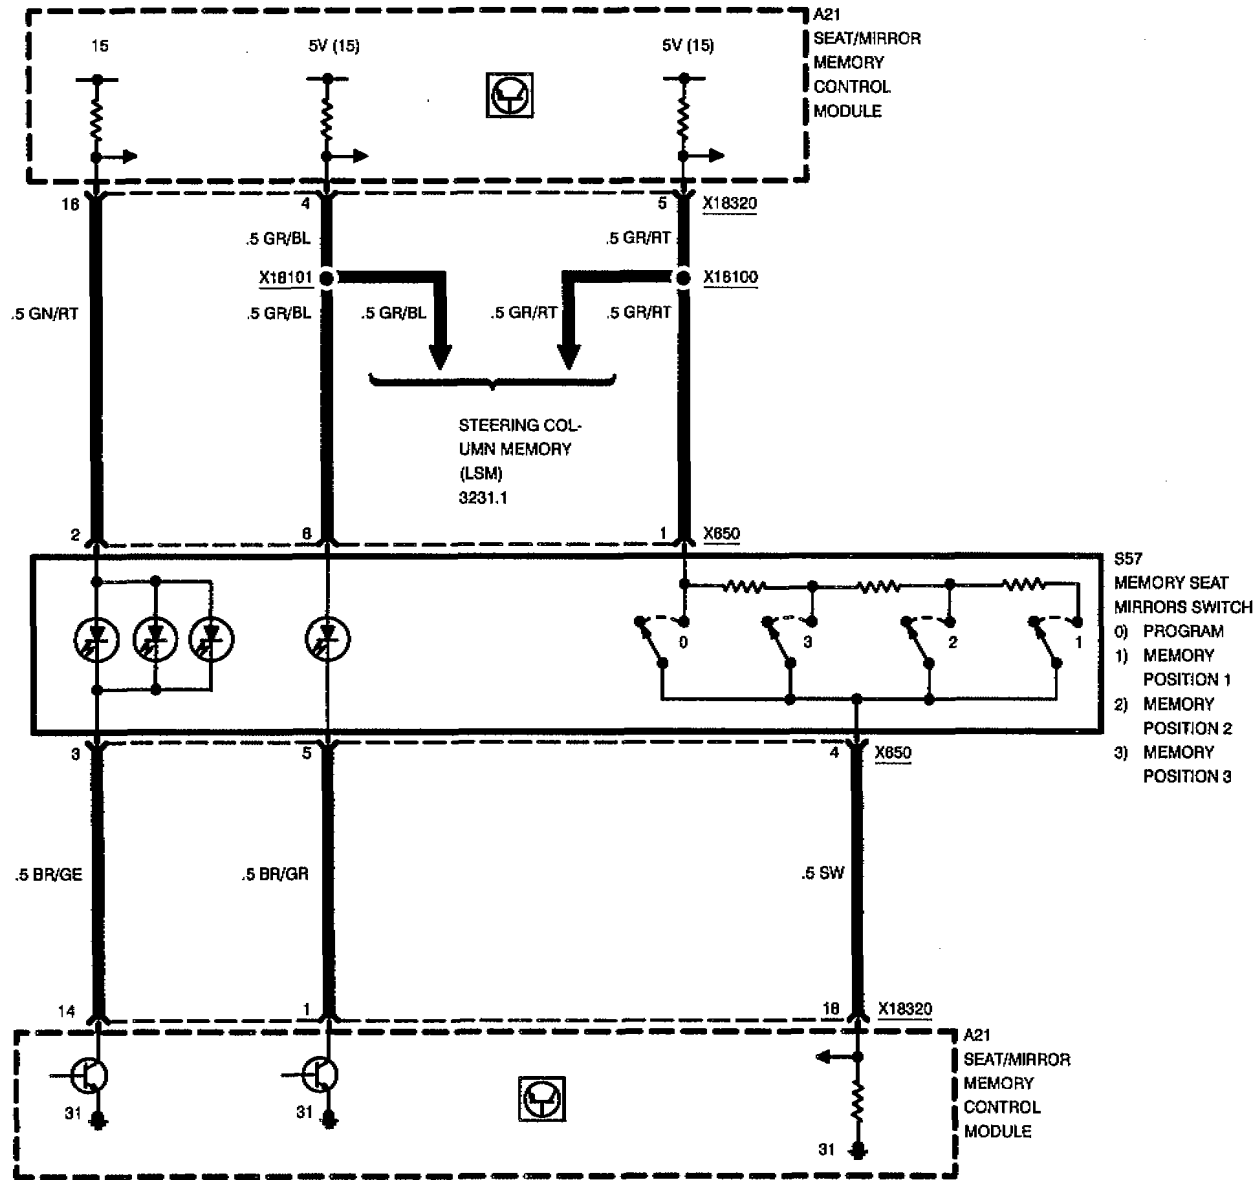 A21
SEAT/MIRROR
MEMORY
CONTROL
MODULE
15
5V (15)
5V (15)
16
4
5
X18320
.5 GR/BL
.5 GR/RT
X18101
X18100
.5 GN/RT
.5 GR/BL
.5 GR/BL
.5 GR/RT
.5 GR/RT
STEERING COL-
UMN MEMORY
(LSM)
3231.1
2
6
1
X650
S57
MEMORY SEAT
MIRRORS SWITCH
0) PROGRAM
1) MEMORY
POSITION 1
2) MEMORY
POSITION 2
3) MEMORY
POSITION 3
0
3
2
1
3
5
4
X650
.5 BR/GE
.5 BR/GR
.5 SW
14
1
18
X18320
A21
SEAT/MIRROR
MEMORY
CONTROL
MODULE
31
31
31